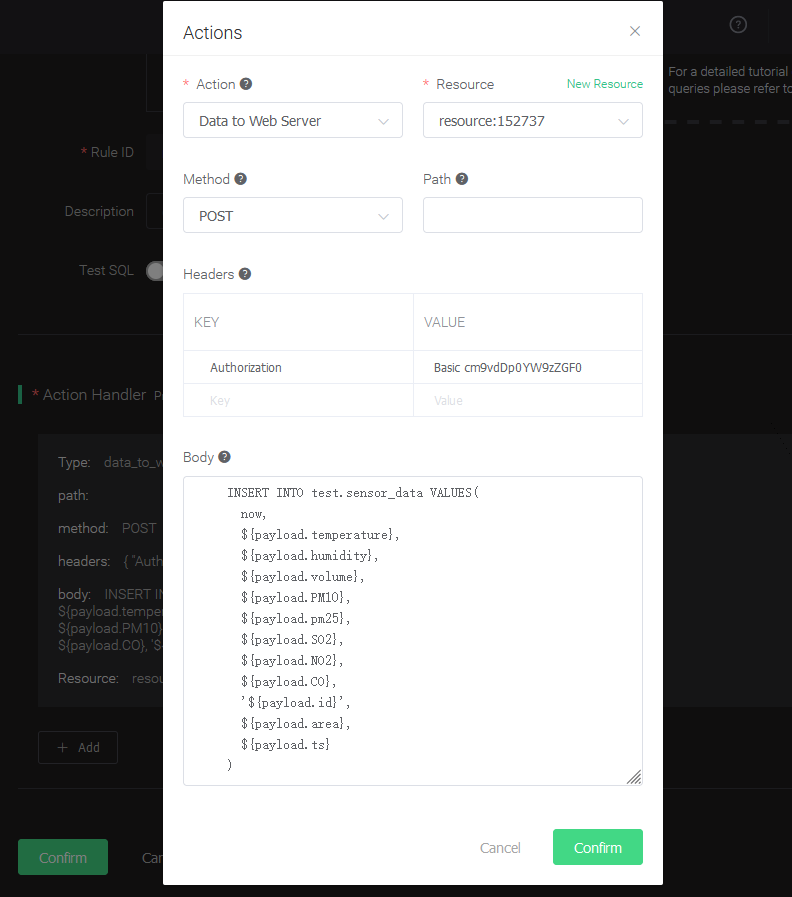 Actions
For a detailed tutorial
queries please refer to
* Action
* Resource
New Resource
Data to Web Server
resource:152737
* Rule ID
Method
Path
POST
Description
Test SQL
Headers
KEY
VALUE
Authorization
Basic cm9vdDp0YW9zZGF0
Key
Value
* Action Handler
Body
INSERT INTO test.sensor_data VALUES(
now,
${payload.temperature},
${payload.humidity},
${payload.volume},
${payload.PM10},
${payload.pm25},
${payload.SO2},
${payload.NO2},
${payload.CO},
'${payload.id}',
${payload.area},
${payload.ts}
)
Type: data_to_w
path:
method: POST
headers: { "Auth
body: INSERT IN
${payload.tempe
${payload.PM10}
${payload.CO}, '$
Resource: resou
+ Add
Cancel
Confirm
Confirm
Can